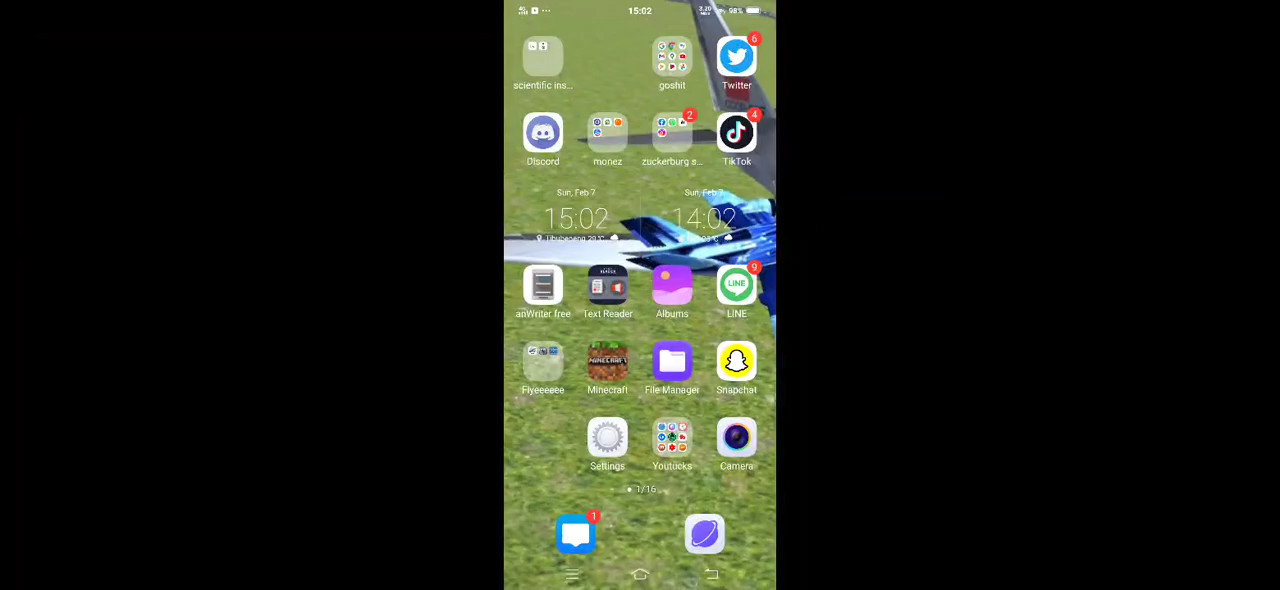 15:02
98%
6
scientific ins...
goshit
Twitter
2
4
Discord
monez
zuckerburg s...
TikTok
Sun, Feb 7
Sun, Feb 7
15:02
14:02
9
LINE
anWriter free
Text Reader
Albums
LINE
MINECRAFT
Flyeeeeee
Minecraft
File Manager
Snapchat
Settings
Youtucks
Camera
1/16
1